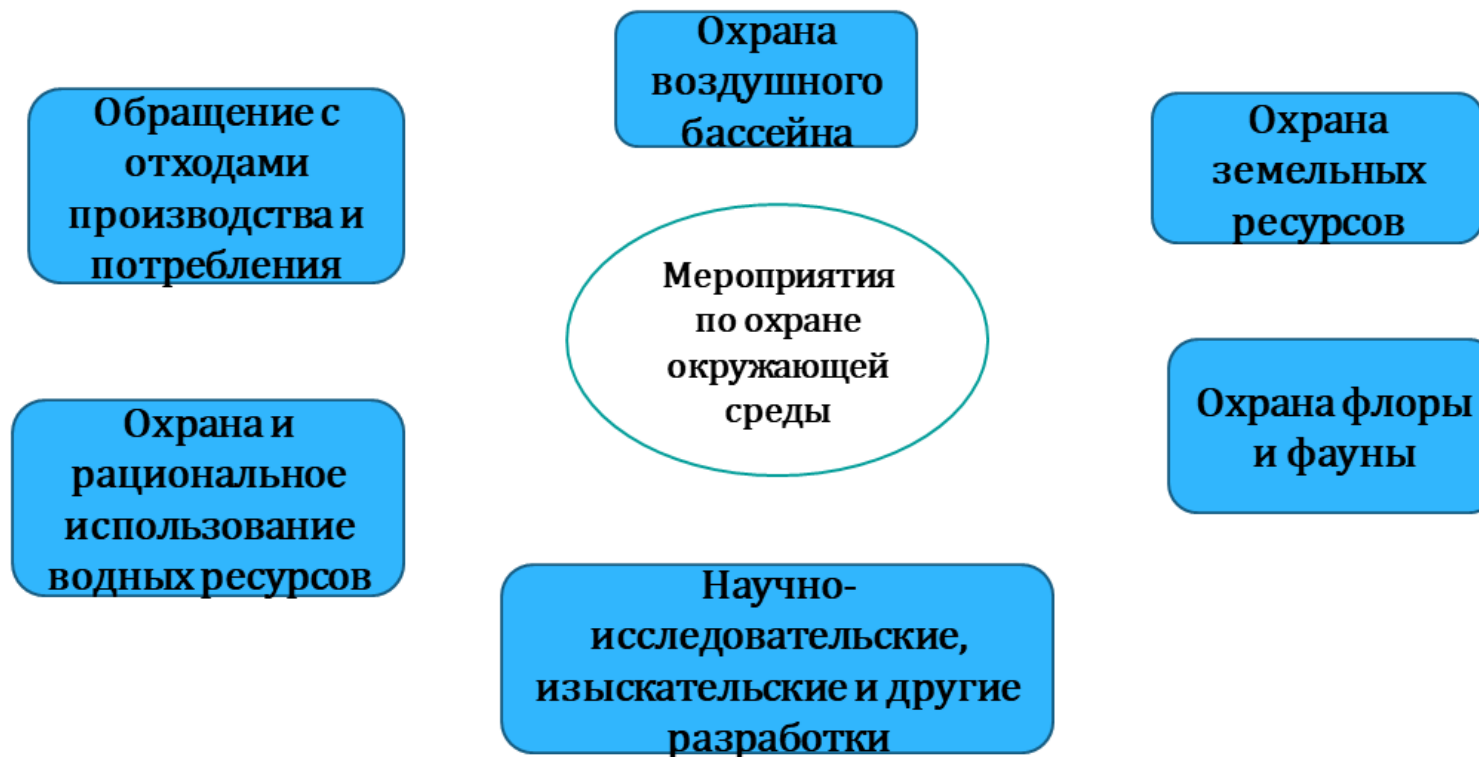 Охрана
воздушного
бассейна
Обращение с
отходами
производства и
потребления
Охрана
земельных
ресурсов
Мероприятия
по охране
окружающей
среды
Охрана флоры
и фауны
Охрана и
рациональное
использование
водных ресурсов
Научно-
исследовательские,
изыскательские и другие
разработки